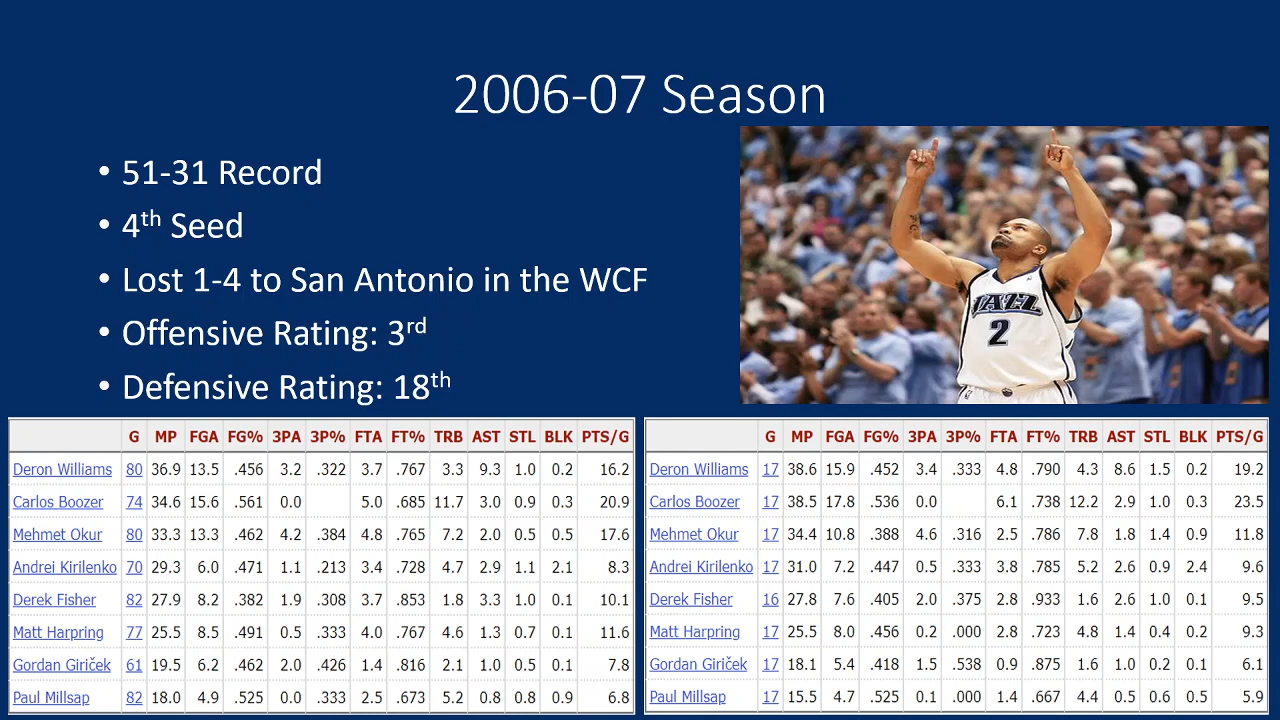 2006-07 Season
• 51-31 Record
• 4th Seed
• Lost 1-4 to San Antonio in the WCF
• Offensive Rating: 3rd
• Defensive Rating: 18th
JAZZ
2
G MP FGA FG% 3PA 3P% FTA FT% TRB AST STL BLK PTS/G
Deron Williams 80 36.9 13.5 .456 3.2 .322 3.7 .767 3.3 9.3 1.0 0.2 16.2
Carlos Boozer 74 34.6 15.6 .561 0.0 5.0 .685 11.7 3.0 0.9 0.3 20.9
Mehmet Okur 80 33.3 13.3 .462 4.2 .384 4.8 .765 7.2 2.0 0.5 0.5 17.6
Andrei Kirilenko 70 29.3 6.0 .471 1.1 .213 3.4 .728 4.7 2.9 1.1 2.1 8.3
Derek Fisher 82 27.9 8.2 .382 1.9 .308 3.7 .853 1.8 3.3 1.0 0.1 10.1
Matt Harpring 77 25.5 8.5 .491 0.5 .333 4.0 .767 4.6 1.3 0.7 0.1 11.6
Gordan Giriček 61 19.5 6.2 .462 2.0 .426 1.4 .816 2.1 1.0 0.5 0.1 7.8
Paul Millsap 82 18.0 4.9 .525 0.0 .333 2.5 .673 5.2 0.8 0.8 0.9 6.8
G MP FGA FG% 3PA 3P% FTA FT% TRB AST STL BLK PTS/G
Deron Williams 17 38.6 15.9 .452 3.4 .333 4.8 .790 4.3 8.6 1.5 0.2 19.2
Carlos Boozer 17 38.5 17.8 .536 0.0 6.1 .738 12.2 2.9 1.0 0.3 23.5
Mehmet Okur 17 34.4 10.8 .388 4.6 .316 2.5 .786 7.8 1.8 1.4 0.9 11.8
Andrei Kirilenko 17 31.0 7.2 .447 0.5 .333 3.8 .785 5.2 2.6 0.9 2.4 9.6
Derek Fisher 16 27.8 7.6 .405 2.0 .375 2.8 .933 1.6 2.6 1.0 0.1 9.5
Matt Harpring 17 25.5 8.0 .456 0.2 .000 2.8 .723 4.8 1.4 0.4 0.2 9.3
Gordan Giriček 17 18.1 5.4 .418 1.5 .538 0.9 .875 1.6 1.0 0.2 0.1 6.1
Paul Millsap 17 15.5 4.7 .525 0.1 .000 1.4 .667 4.4 0.5 0.6 0.5 5.9